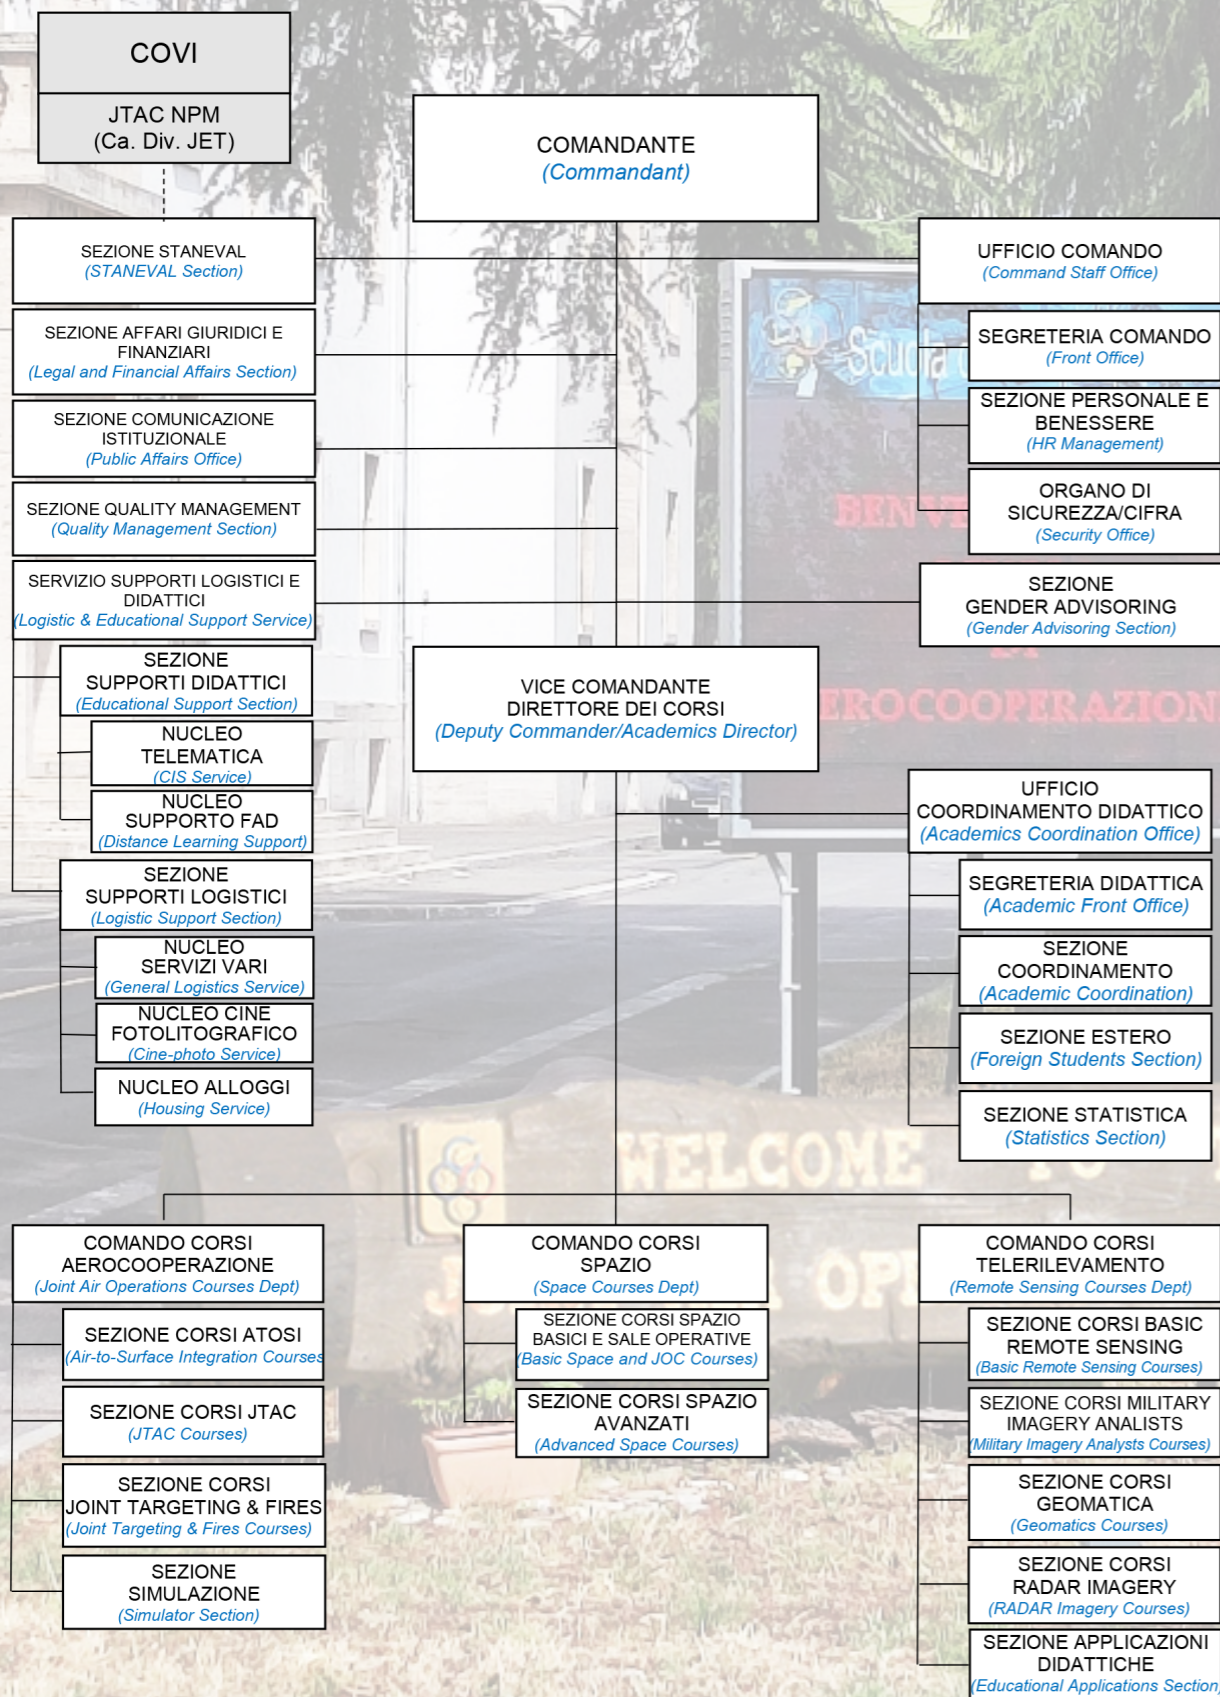 COVI
JTAC NPM
(Ca. Div. JET)
COMANDANTE
(Commandant)
SEZIONE STANEVAL
(STANEVAL Section)
SEZIONE AFFARI GIURIDICI E
FINANZIARI
(Legal and Financial Affairs Section)
SEZIONE COMUNICAZIONE
ISTITUZIONALE
(Public Affairs Office)
SEZIONE QUALITY MANAGEMENT
(Quality Management Section)
SERVIZIO SUPPORTI LOGISTICI E
DIDATTICI
(Logistic & Educational Support Service)
SEZIONE
SUPPORTI DIDATTICI
(Educational Support Section)
NUCLEO
TELEMATICA
(CIS Service)
NUCLEO
SUPPORTO FAD
(Distance Learning Support)
SEZIONE
SUPPORTI LOGISTICI
(Logistic Support Section)
NUCLEO
SERVIZI VARI
(General Logistics Service)
NUCLEO CINE
FOTOLITOGRAFICO
(Cine-photo Service)
NUCLEO ALLOGGI
(Housing Service)
UFFICIO COMANDO
(Command Staff Office)
SEGRETERIA COMANDO
(Front Office)
SEZIONE PERSONALE E
BENESSERE
(HR Management)
ORGANO DI
SICUREZZA/CIFRA
(Security Office)
SEZIONE
GENDER ADVISORING
(Gender Advisoring Section)
Scuola
BENVE
EROCOOPERAZION
VICE COMANDANTE
DIRETTORE DEI CORSI
(Deputy Commander/Academics Director)
UFFICIO
COORDINAMENTO DIDATTICO
(Academics Coordination Office)
SEGRETERIA DIDATTICA
(Academic Front Office)
SEZIONE
COORDINAMENTO
(Academic Coordination)
SEZIONE ESTERO
(Foreign Students Section)
SEZIONE STATISTICA
(Statistics Section)
WELCOME TO
OP
COMANDO CORSI
AEROCOOPERAZIONE
(Joint Air Operations Courses Dept)
SEZIONE CORSI ATOSI
(Air-to-Surface Integration Courses
SEZIONE CORSI JTAC
(JTAC Courses)
SEZIONE CORSI
JOINT TARGETING & FIRES
(Joint Targeting & Fires Courses)
SEZIONE
SIMULAZIONE
(Simulator Section)
COMANDO CORSI
SPAZIO
(Space Courses Dept)
SEZIONE CORSI SPAZIO
BASICI E SALE OPERATIVE
(Basic Space and JOC Courses)
SEZIONE CORSI SPAZIO
AVANZATI
(Advanced Space Courses)
COMANDO CORSI
TELERILEVAMENTO
(Remote Sensing Courses Dept)
SEZIONE CORSI BASIC
REMOTE SENSING
(Basic Remote Sensing Courses)
SEZIONE CORSI MILITARY
IMAGERY ANALISTS
(Military Imagery Analysts Courses)
SEZIONE CORSI
GEOMATICA
(Geomatics Courses)
SEZIONE CORSI
RADAR IMAGERY
(RADAR Imagery Courses)
SEZIONE APPLICAZIONI
DIDATTICHE
(Educational Applications Section)